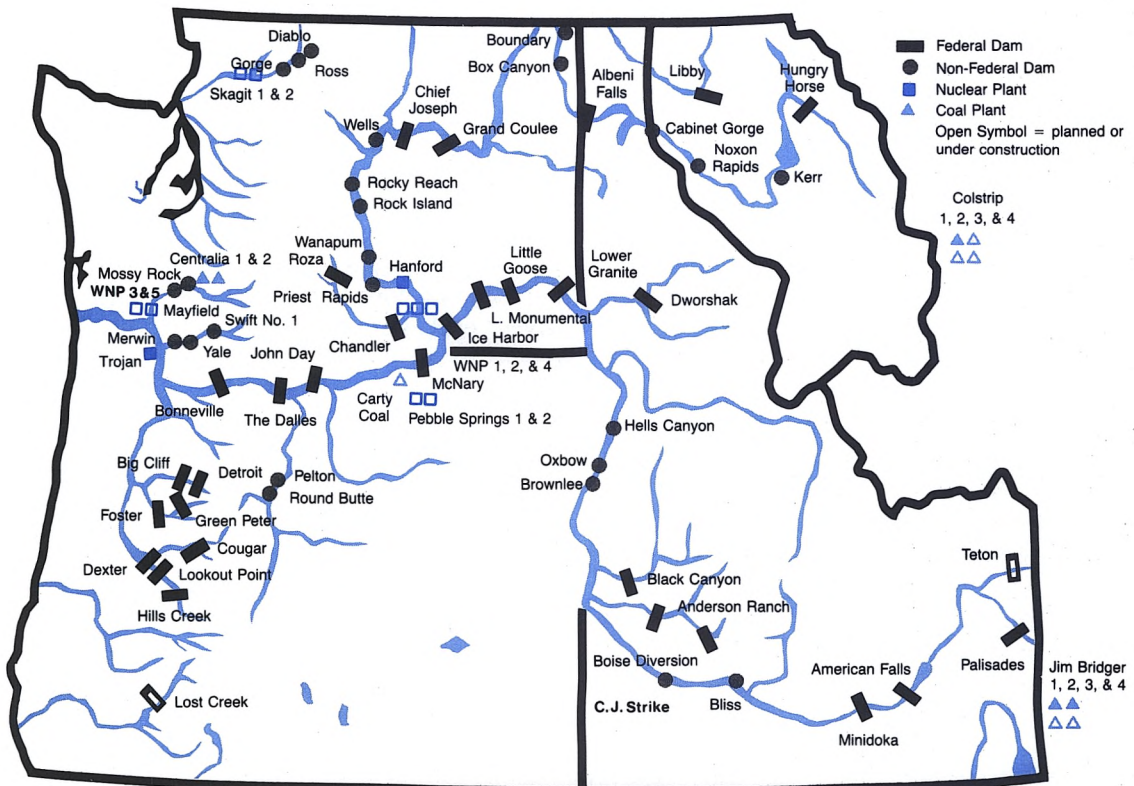 Diablo
Gorge
Ross
Skagit 1 & 2
Boundary
Box Canyon
Albeni
Falls
Libby
Hungry
Horse
Federal Dam
Non-Federal Dam
Nuclear Plant
Coal Plant
Open Symbol = planned or
under construction
Chief
Joseph
Wells
Grand Coulee
Cabinet Gorge
Noxon
Rapids
Kerr
Rocky Reach
Rock Island
Colstrip
1, 2, 3, & 4
Wanapum
Roza
Hanford
Priest Rapids
Little
Goose
Lower
Granite
Centralia 1 & 2
Mossy Rock
WNP 3&5
Mayfield
Swift No. 1
Merwin
Yale
Trojan
Dworshak
L. Monumental
Ice Harbor
Chandler
WNP 1, 2, & 4
John Day
McNary
Carty
Coal
Pebble Springs 1 & 2
Bonneville
The Dalles
Hells Canyon
Oxbow
Brownlee
Big Cliff
Detroit
Pelton
Round Butte
Foster
Green Peter
Cougar
Dexter
Lookout Point
Hills Creek
Teton
Black Canyon
Anderson Ranch
Boise Diversion
American Falls
Palisades
Jim Bridger
1, 2, 3, & 4
Lost Creek
C.J. Strike
Bliss
Minidoka